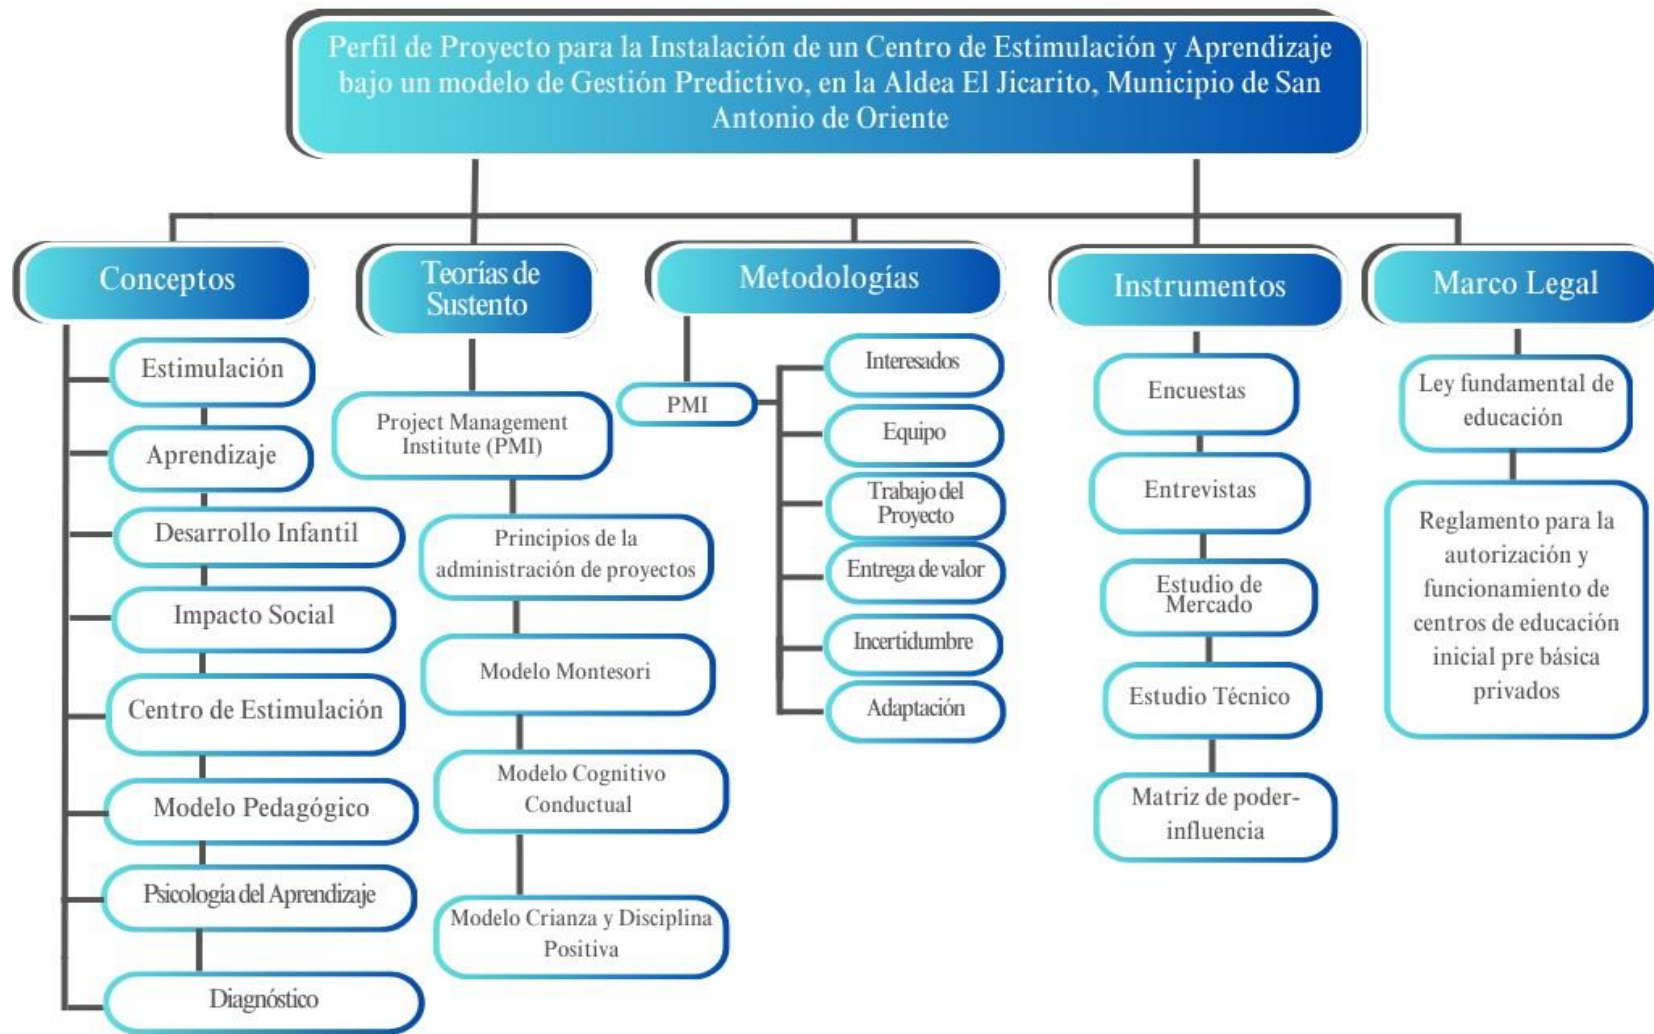 Perfil de Proyecto para la Instalación de un Centro de Estimulación y Aprendizaje
bajo un modelo de Gestión Predictivo, en la Aldea El Jicarito, Municipio de San
Antonio de Oriente
Conceptos
Estimulación
Aprendizaje
Desarrollo Infantil
Impacto Social
Centro de Estimulación
Modelo Pedagógico
Psicología del Aprendizaje
Diagnóstico
Teorías de
Sustento
Project Management
Institute (PMI)
Principios de la
administración de proyectos
Modelo Montesori
Modelo Cognitivo
Conductual
Modelo Crianza y Disciplina
Positiva
Metodologías
PMI
Interesados
Equipo
Trabajo del
Proyecto
Entrega de valor
Incertidumbre
Adaptación
Instrumentos
Encuestas
Entrevistas
Estudio de
Mercado
Estudio Técnico
Matriz de poder-
influencia
Marco Legal
Ley fundamental de
educación
Reglamento para la
autorización y
funcionamiento de
centros de educación
inicial pre básica
privados